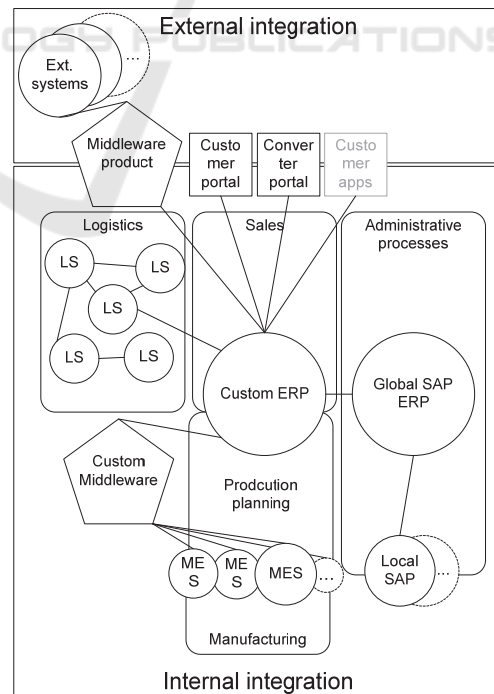 External integration
OGY PUBLICATIONS
Ext.
systems
...
Middleware
product
Custo
mer
portal
Conver
ter
portal
Custo
mer
apps
Logistics
Sales
Administrative
processes
LS
LS
LS
LS
LS
Custom ERP
Global SAP
ERP
Custom
Middleware
Prodcution
planning
ME
S
ME
S
MES
...
Local
SAP
...
Manufacturing
Internal integration